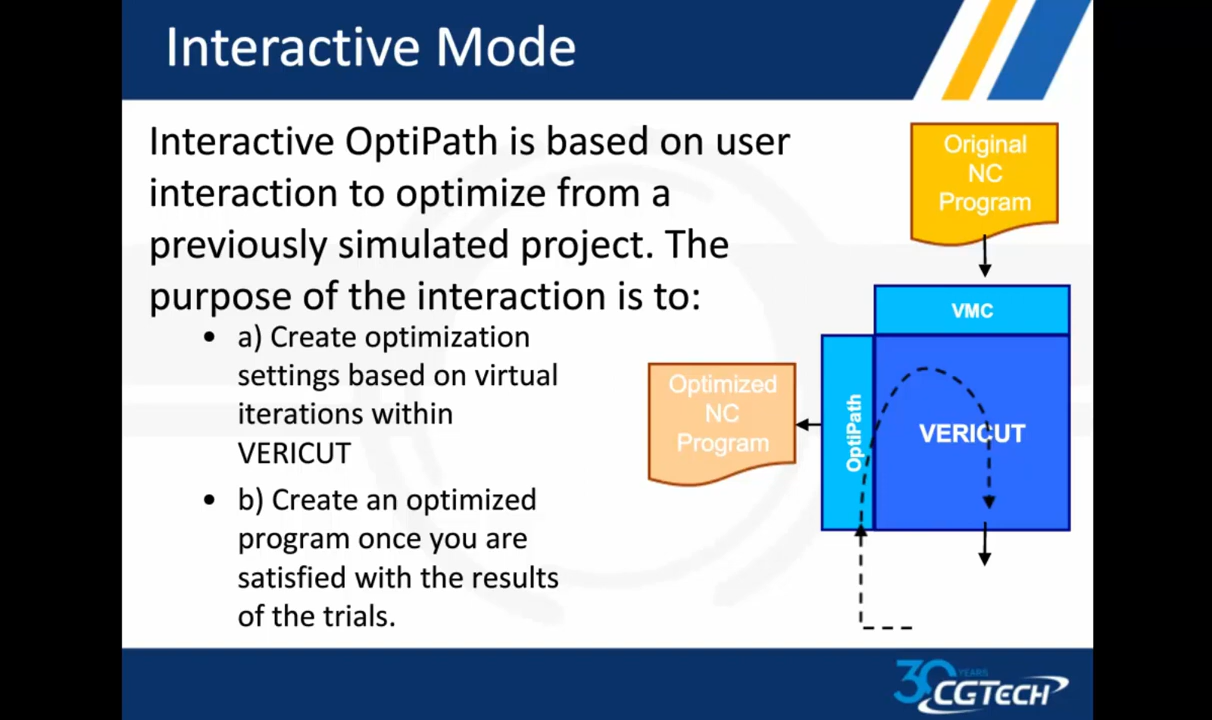 Interactive Mode
Interactive OptiPath is based on user
interaction to optimize from a
previously simulated project. The
purpose of the interaction is to:
• a) Create optimization
settings based on virtual
iterations within
VERICUT
• b) Create an optimized
program once you are
satisfied with the results
of the trials.
Original
NC
Program
VMC
Optimized
NC
Program
OptiPath
VERICUT
30 YEARS
CGTECH